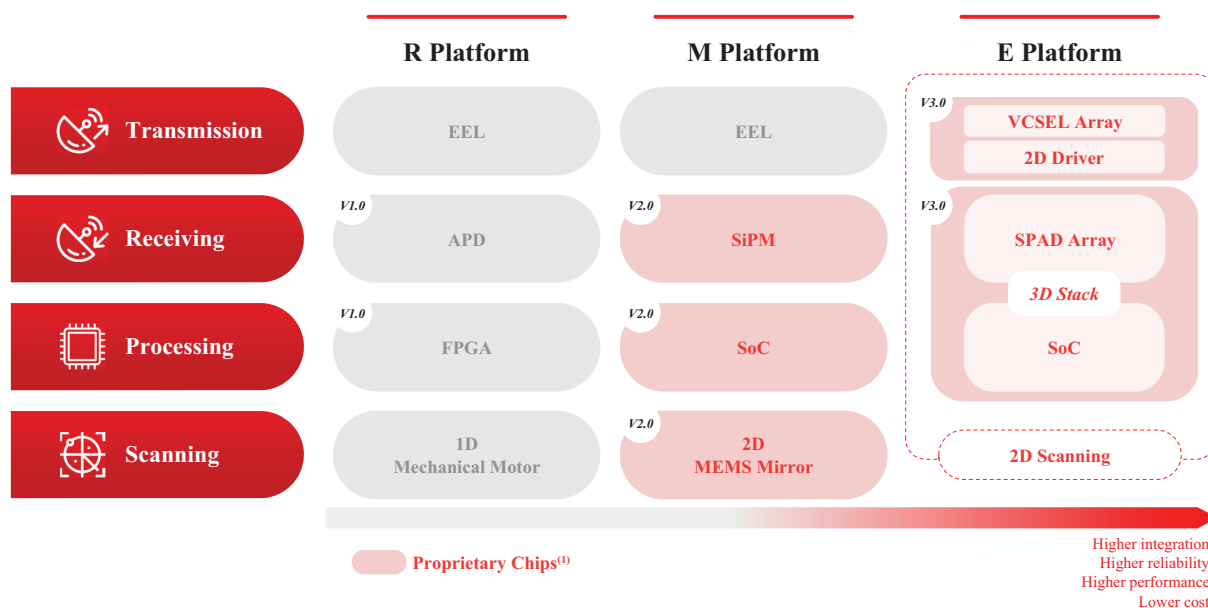 R Platform
M Platform
E Platform
Transmission
EEL
EEL
V3.0
VCSEL Array
2D Driver
Receiving
V1.0
APD
V2.0
SiPM
V3.0
SPAD Array
3D Stack
Processing
V1.0
FPGA
V2.0
SoC
SoC
Scanning
1D
Mechanical Motor
V2.0
2D
MEMS Mirror
2D Scanning
Proprietary Chips(1)
Higher integration
Higher reliability
Higher performance
Lower cost